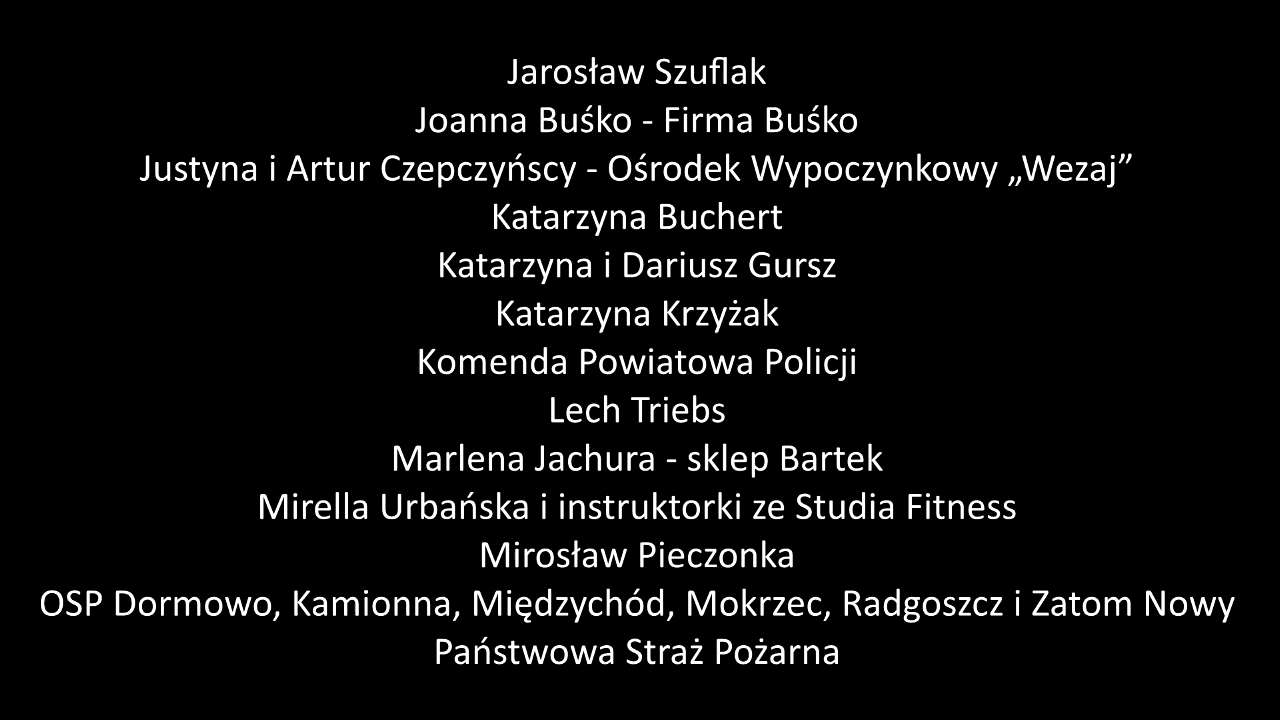 Jarosław Szuflak
Joanna Buśko - Firma Buśko
Justyna i Artur Czepczyńscy - Ośrodek Wypoczynkowy „Wezaj”
Katarzyna Buchert
Katarzyna i Dariusz Gursz
Katarzyna Krzyżak
Komenda Powiatowa Policji
Lech Triebs
Marlena Jachura - sklep Bartek
Mirella Urbańska i instruktorki ze Studia Fitness
Mirosław Pieczonka
OSP Dormowo, Kamionna, Międzychód, Mokrzec, Radgoszcz i Zatom Nowy
Państwowa Straż Pożarna